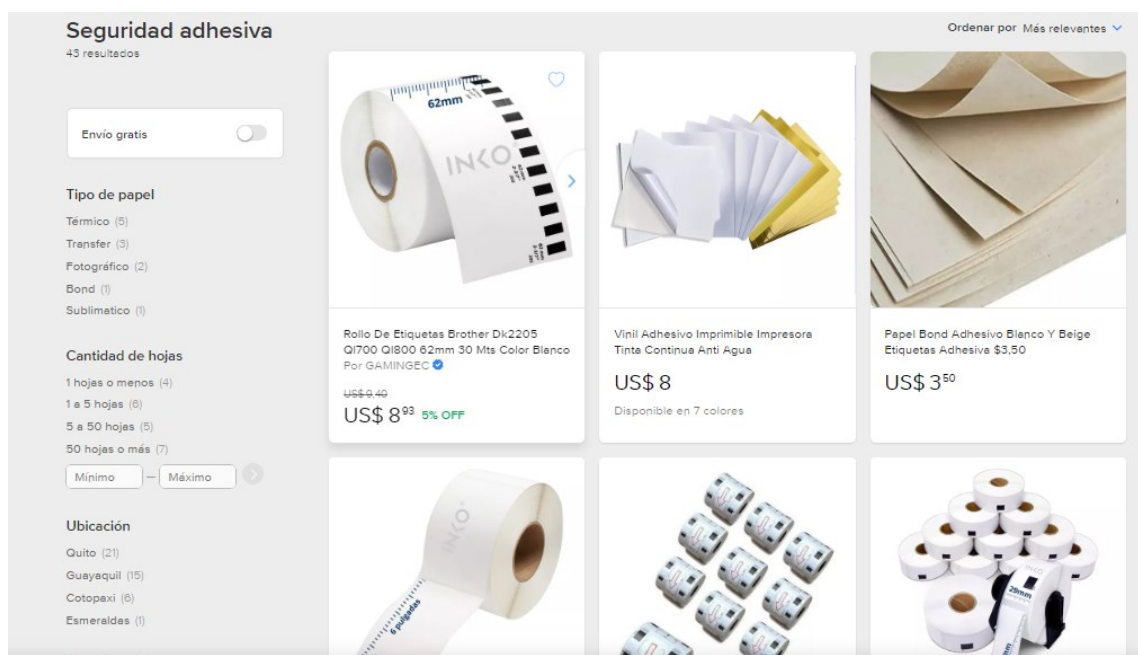 Seguridad adhesiva
43 resultados
Ordenar por Más relevantes
Envío gratis
Tipo de papel
Térmico (5)
Transfer (3)
Fotográfico (2)
Bond (1)
Sublimatico (1)
Cantidad de hojas
1 hojas o menos (4)
1 a 5 hojas (6)
5 a 50 hojas (5)
50 hojas o más (7)
Mínimo — Máximo
Ubicación
Quito (21)
Guayaquil (15)
Cotopaxi (6)
Esmeraldas (1)
62mm
INKO
Rollo De Etiquetas Brother Dk2205
Ql700 Ql800 62mm 30 Mts Color Blanco
Por GAMINGEC
US$ 9,40
US$ 8 93 5% OFF
Vinil Adhesivo Imprimible Impresora
Tinta Continua Anti Agua
US$ 8
Disponible en 7 colores
Papel Bond Adhesivo Blanco Y Beige
Etiquetas Adhesiva $3,50
US$ 3 50
INKO
6 pulgadas
INKO
29mm